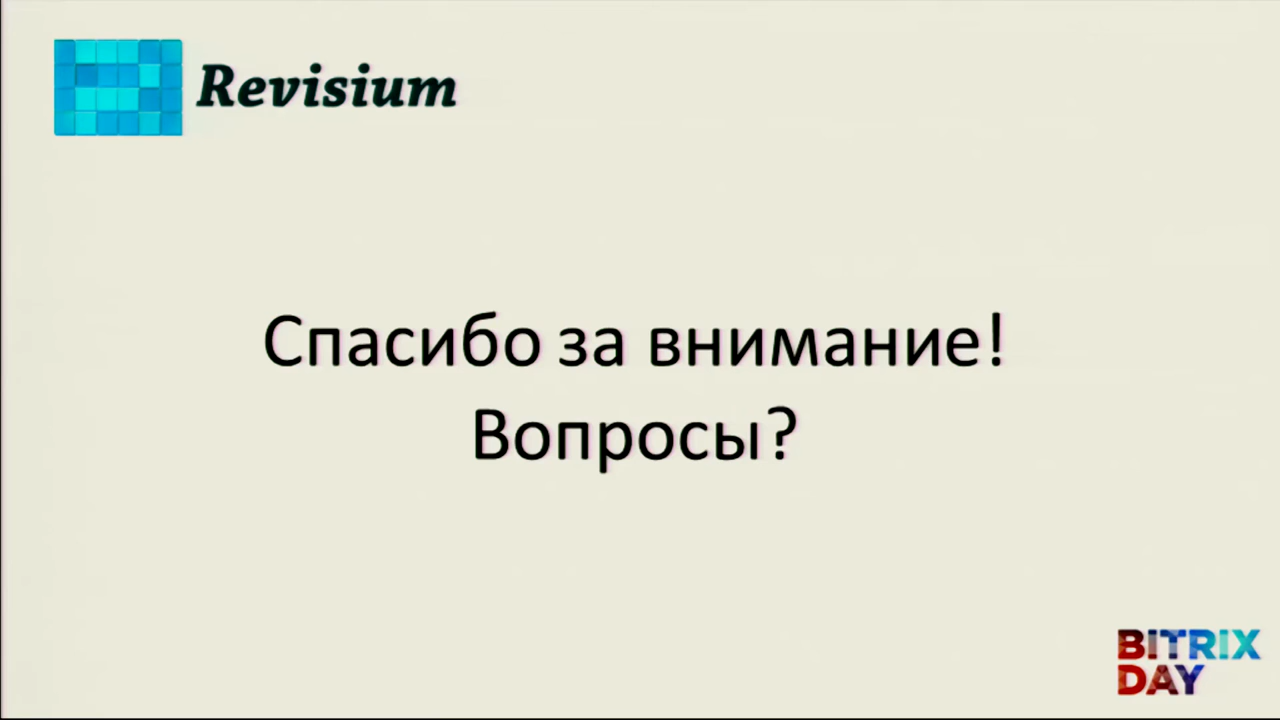 Revisium
Спасибо за внимание!
Вопросы?
BITRIX
DAY